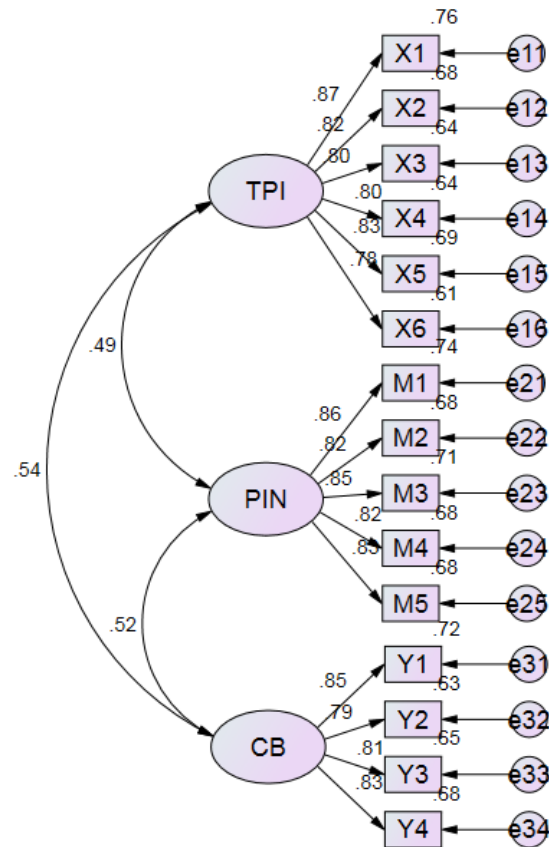 .76
X1
e11
.87
.68
X2
e12
.82
.64
X3
e13
.80
.64
TPI
X4
e14
.80
.69
X5
e15
.83
.61
X6
e16
.78
.74
M1
e21
.49
.68
M2
e22
.86
.71
M3
e23
.82
.68
PIN
M4
e24
.85
.68
M5
e25
.82
.83
.54
.72
Y1
e31
.52
.63
Y2
e32
.85
.65
Y3
e33
.79
.68
CB
Y4
e34
.81
.83